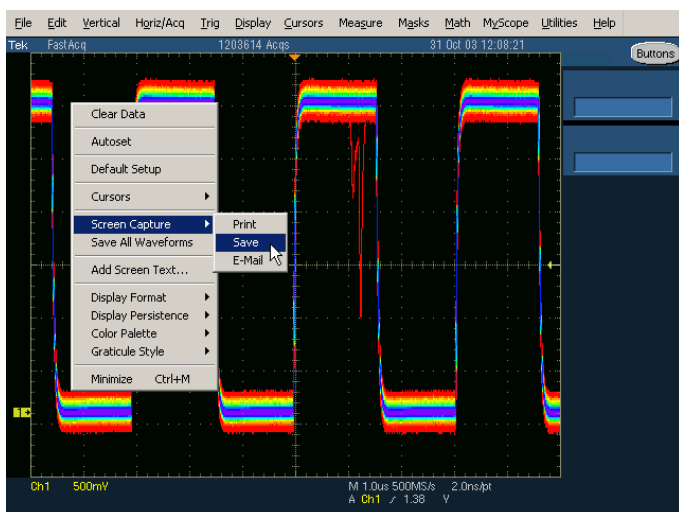 File Edit Vertical Horiz/Acq Trig Display Cursors Measure Masks Math MyScope Utilities Help
Tek FastAcq 1203614 Acqs 31 Oct 03 12:08:21
Buttons
Clear Data
Autoset
Default Setup
Cursors
Screen Capture
Print
Save All Waveforms
Save
Add Screen Text...
E-Mail
Display Format
Display Persistence
Color Palette
Graticule Style
Minimize Ctrl+M
1
Ch1 500mV M 1.0us 500MS/s 2.0ns/pt
A Ch1 / 1.38 V